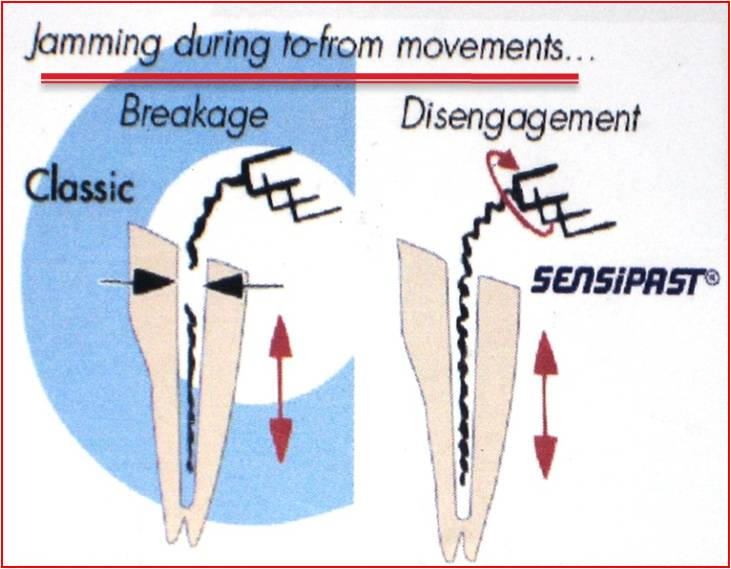 Jamming during to-from movements...
Breakage
Disengagement
Classic
SENSiPAST®